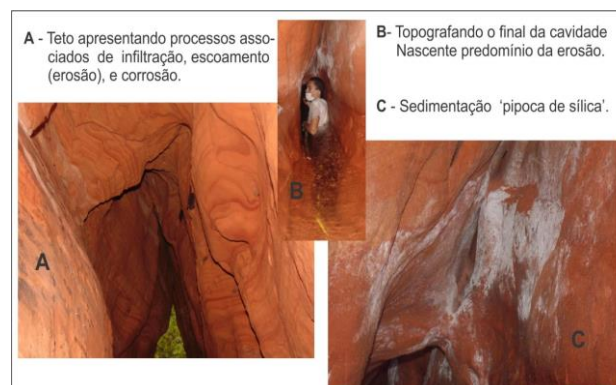 A - Teto apresentando processos asso-
ciados de infiltração, escoamento
(erosão), e corrosão.
B- Topografando o final da cavidade
Nascente predomínio da erosão.
C - Sedimentação 'pipoca de sílica'.
A
B
C